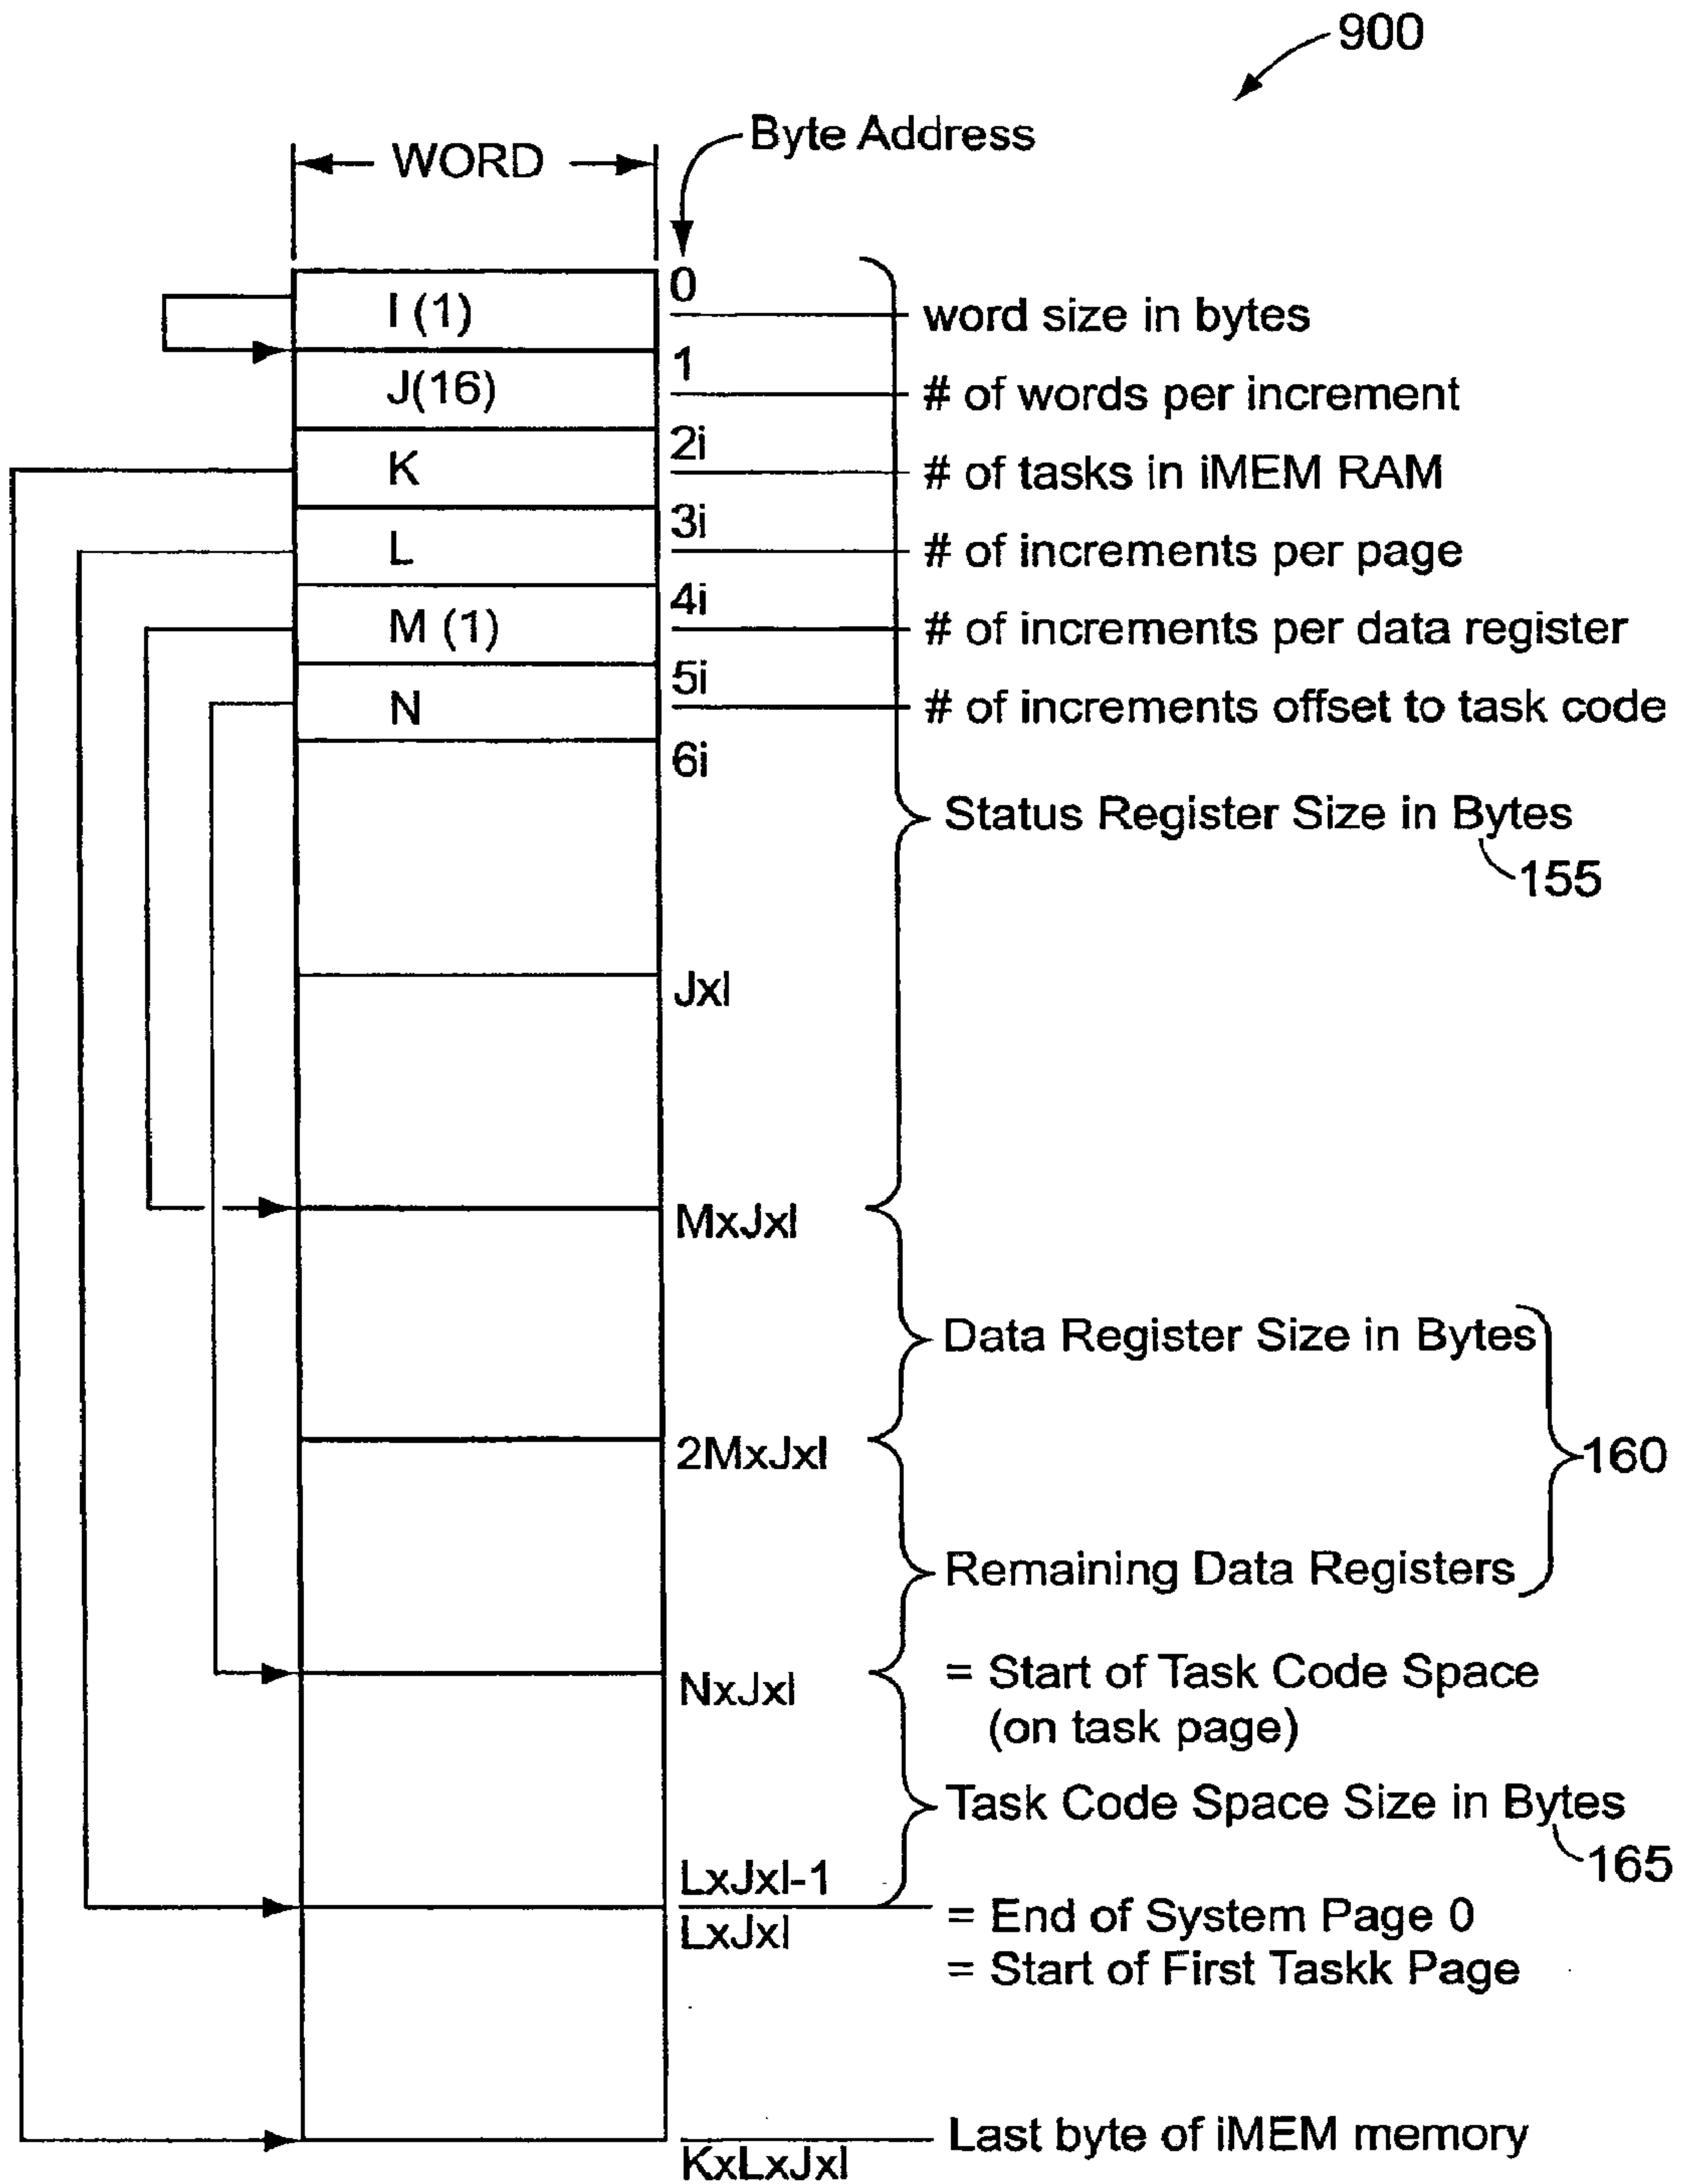 900
Byte Address
WORD
0
I (1)
word size in bytes
1
J(16)
# of words per increment
2i
K
# of tasks in iMEM RAM
3i
L
# of increments per page
4i
M (1)
# of increments per data register
5i
N
# of increments offset to task code
6i
Status Register Size in Bytes
155
JxI
MxJxI
Data Register Size in Bytes
2MxJxI
160
Remaining Data Registers
NxJxI
= Start of Task Code Space
(on task page)
Task Code Space Size in Bytes
165
LxJxI-1
LxJxI
= End of System Page 0
= Start of First Taskk Page
Last byte of iMEM memory
KxLxJxI